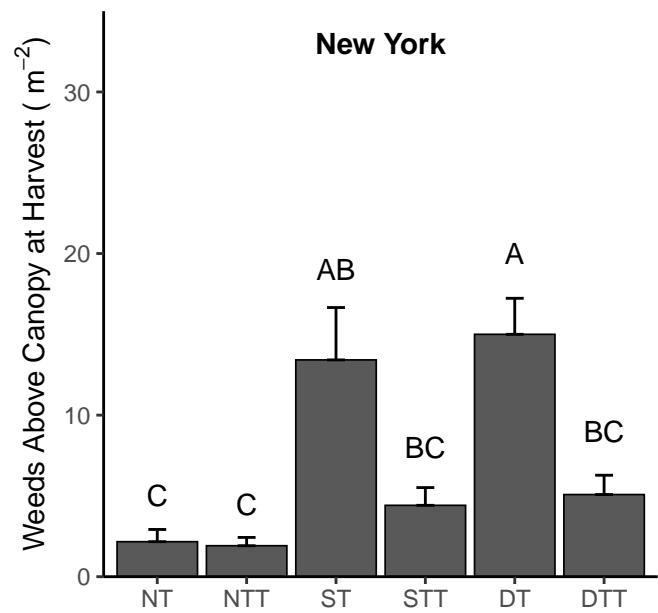 New York
Weeds Above Canopy at Harvest ( m⁻²)
30
20
10
0
C
C
AB
BC
A
BC
NT NTT ST STT DT DTT